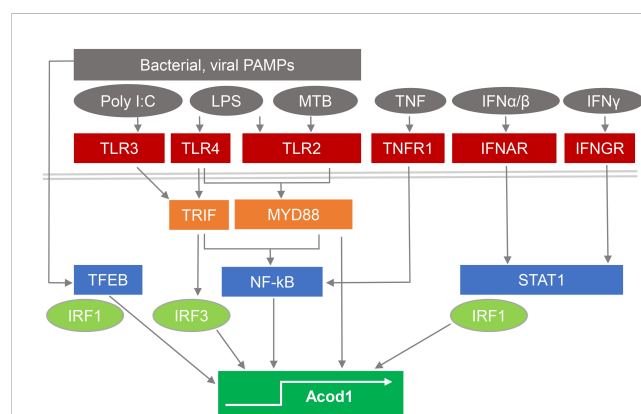 Bacterial, viral PAMPs
Poly I:C LPS MTB TNF IFNα/β IFNγ
TLR3 TLR4 TLR2 TNFR1 IFNAR IFNGR
TRIF MYD88
TFEB NF-kB STAT1
IRF1 IRF3 IRF1
Acod1